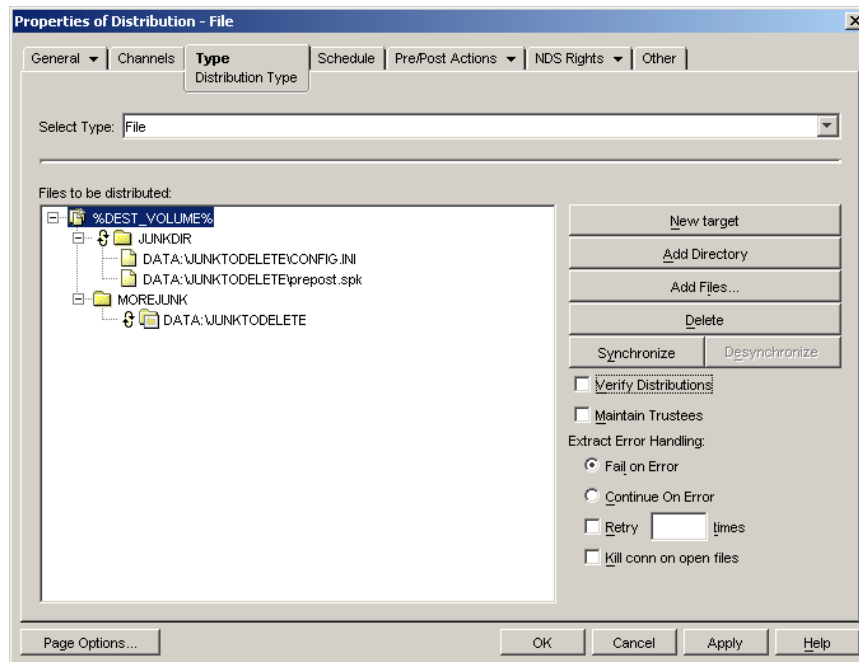 Properties of Distribution - File
General Channels Type Schedule Pre/Post Actions NDS Rights Other
Distribution Type
Select Type: File
Files to be distributed:
%DEST_VOLUME%
JUNKDIR
DATA:\JUNKTODELETE\CONFIG.INI
DATA:\JUNKTODELETE\prepost.spk
MOREJUNK
DATA:\JUNKTODELETE
New target
Add Directory
Add Files...
Delete
Synchronize Desynchronize
Verify Distributions
Maintain Trustees
Extract Error Handling:
Fail on Error
Continue On Error
Retry times
Kill conn on open files
Page Options... OK Cancel Apply Help